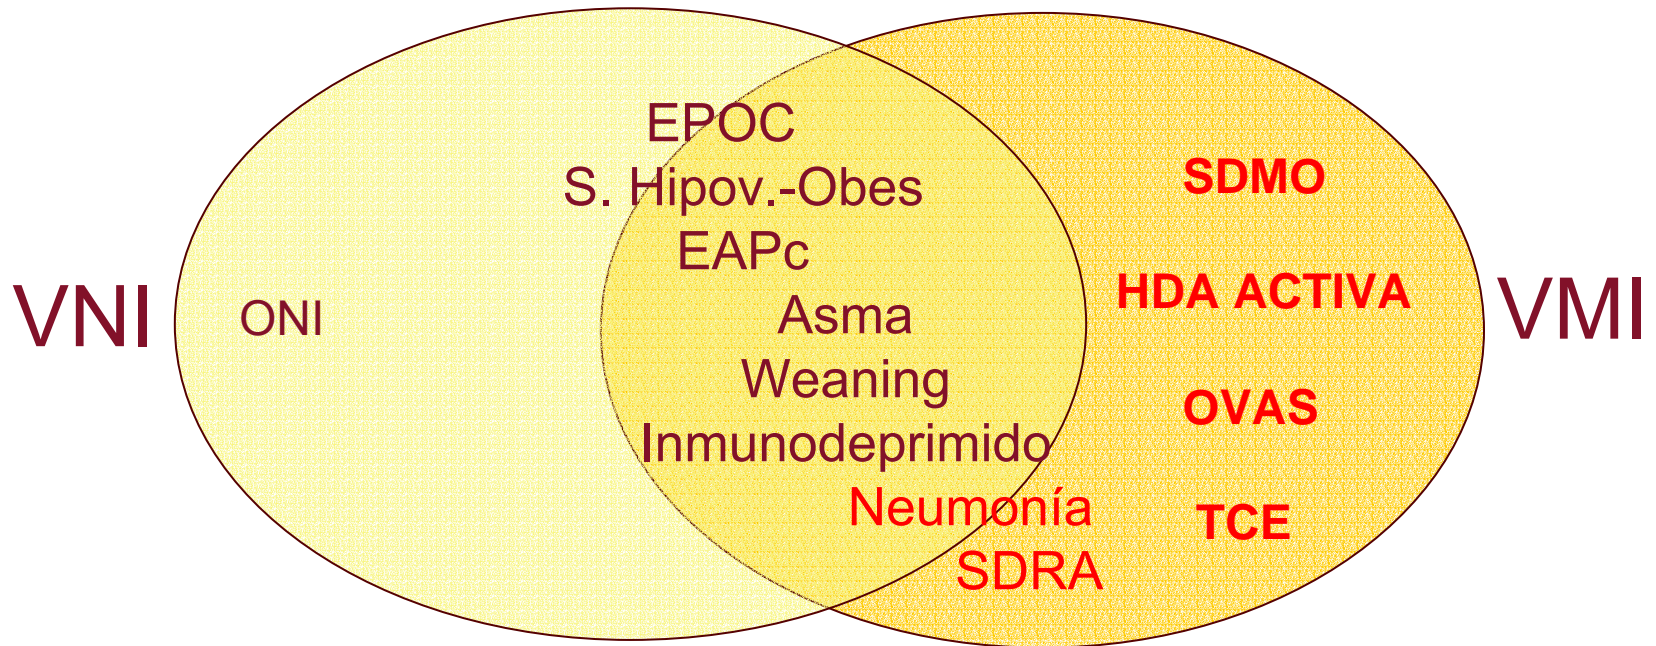 VNI
ONI
EPOC
S. Hipov.-Obes
EAPc
Asma
Weaning
Inmunodeprimido
Neumonía
SDRA
SDMO
HDA ACTIVA
OVAS
TCE
VMI